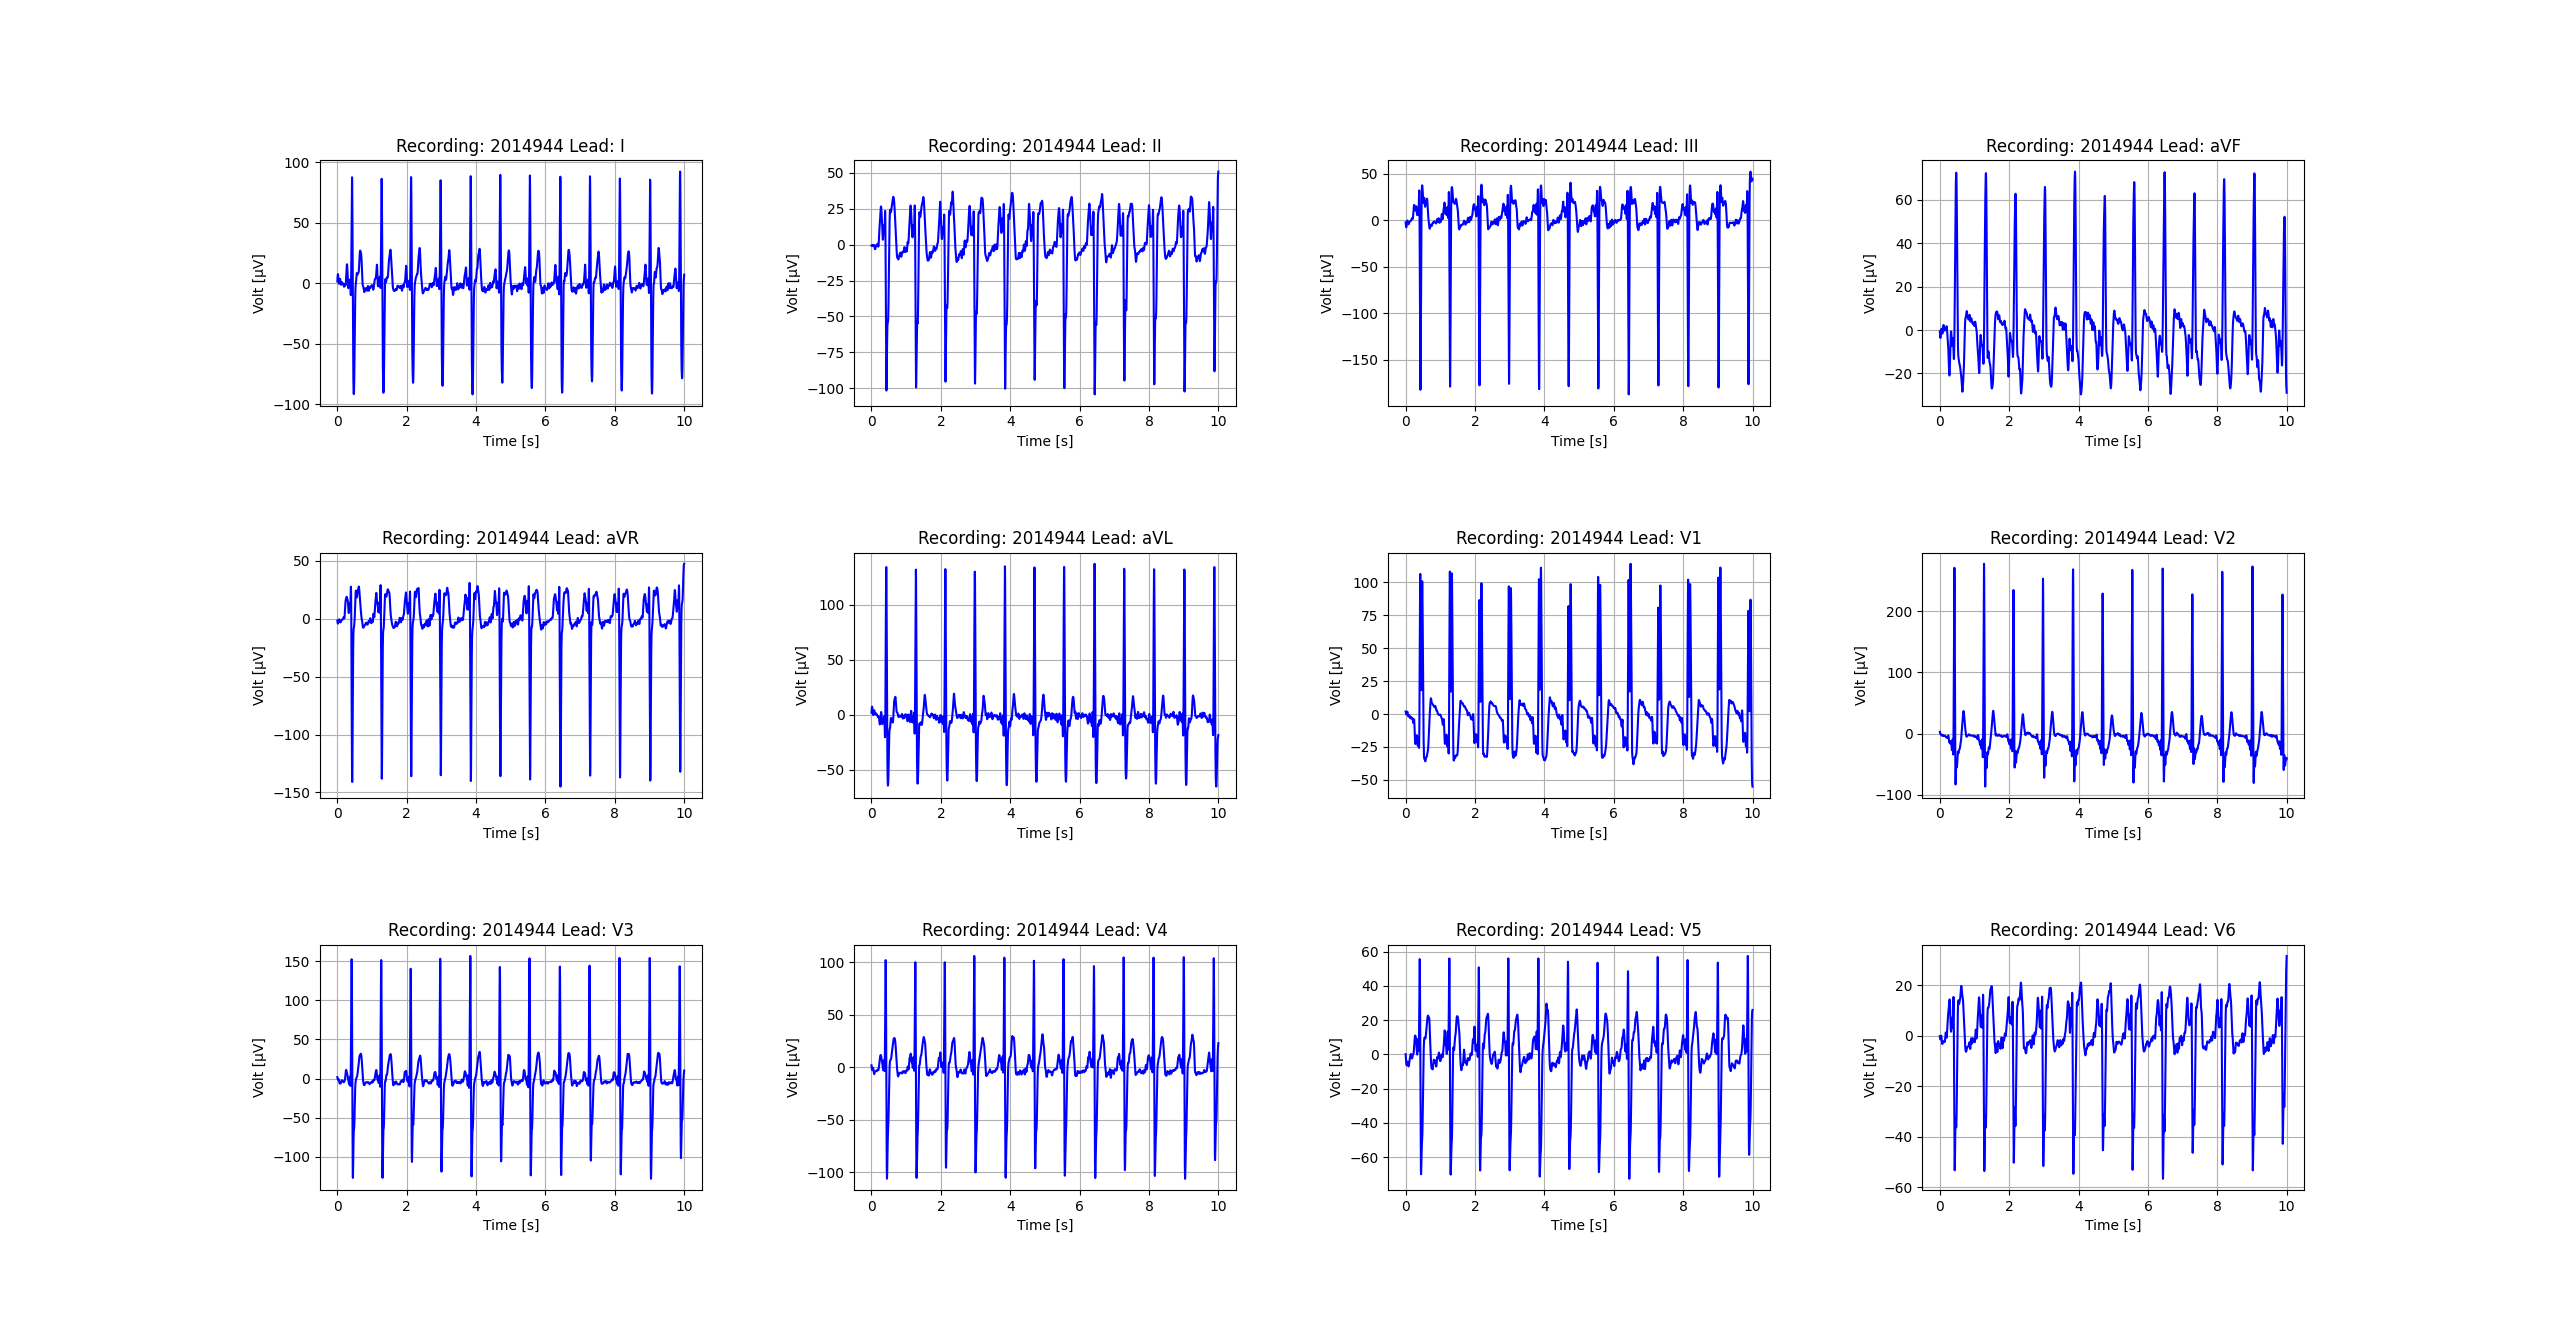 Recording: 2014944 Lead: I
100
50
0
−50
−100
Volt [µV]
0 2 4 6 8 10
Time [s]
Recording: 2014944 Lead: II
50
25
0
−25
−50
−75
−100
Volt [µV]
0 2 4 6 8 10
Time [s]
Recording: 2014944 Lead: III
50
0
−50
−100
−150
Volt [µV]
0 2 4 6 8 10
Time [s]
Recording: 2014944 Lead: aVF
60
40
20
0
−20
Volt [µV]
0 2 4 6 8 10
Time [s]
Recording: 2014944 Lead: aVR
50
0
−50
−100
−150
Volt [µV]
0 2 4 6 8 10
Time [s]
Recording: 2014944 Lead: aVL
100
50
0
−50
Volt [µV]
0 2 4 6 8 10
Time [s]
Recording: 2014944 Lead: V1
100
75
50
25
0
−25
−50
Volt [µV]
0 2 4 6 8 10
Time [s]
Recording: 2014944 Lead: V2
200
100
0
−100
Volt [µV]
0 2 4 6 8 10
Time [s]
Recording: 2014944 Lead: V3
150
100
50
0
−50
−100
Volt [µV]
0 2 4 6 8 10
Time [s]
Recording: 2014944 Lead: V4
100
50
0
−50
−100
Volt [µV]
0 2 4 6 8 10
Time [s]
Recording: 2014944 Lead: V5
60
40
20
0
−20
−40
−60
Volt [µV]
0 2 4 6 8 10
Time [s]
Recording: 2014944 Lead: V6
20
0
−20
−40
−60
Volt [µV]
0 2 4 6 8 10
Time [s]